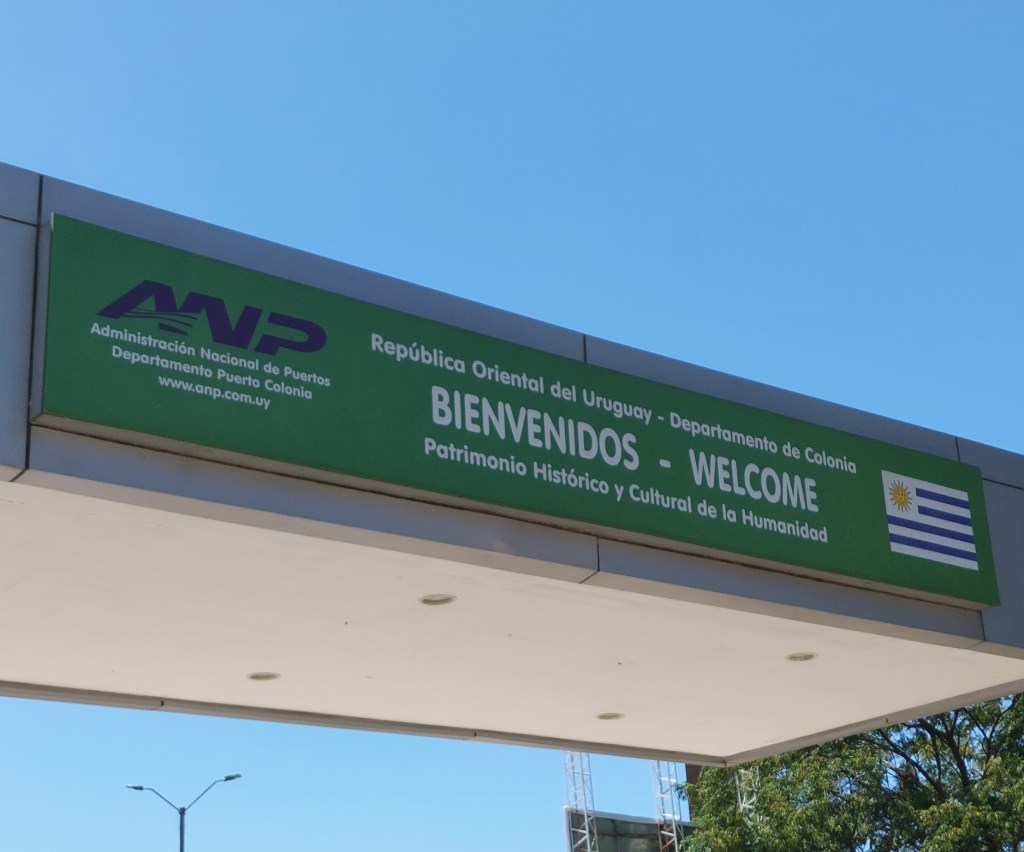 ANP
Administración Nacional de Puertos
Departamento Puerto Colonia
www.anp.com.uy
República Oriental del Uruguay - Departamento de Colonia
BIENVENIDOS - WELCOME
Patrimonio Histórico y Cultural de la Humanidad